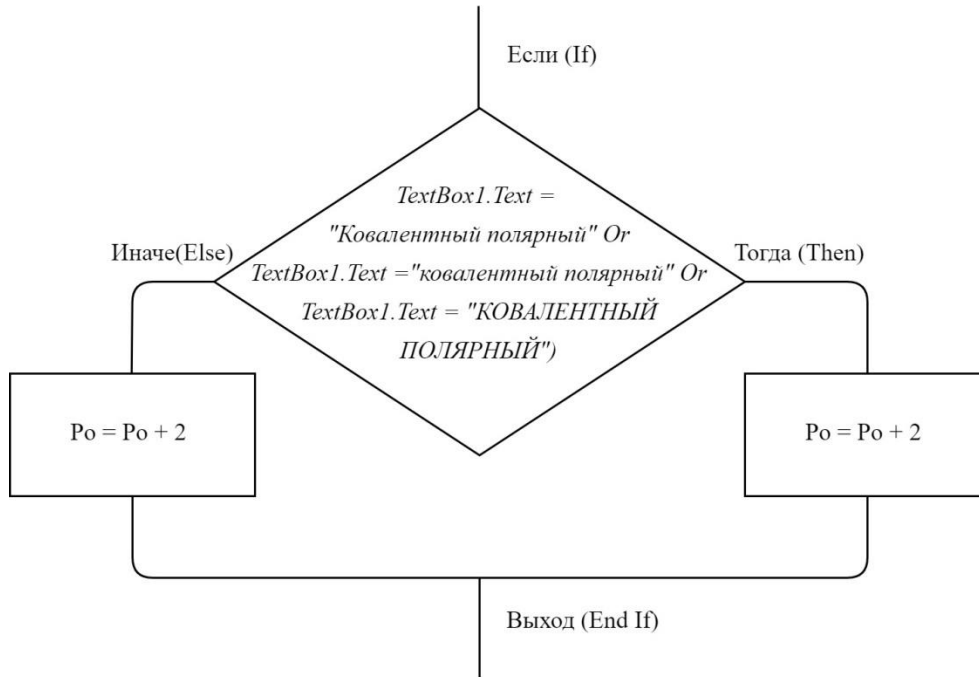 Если (If)
TextBox1.Text =
"Ковалентный полярный" Or
Иначе(Else)
Тогда (Then)
TextBox1.Text ="ковалентный полярный" Or
TextBox1.Text = "КОВАЛЕНТНЫЙ
ПОЛЯРНЫЙ")
Po = Po + 2
Po = Po + 2
Выход (End If)